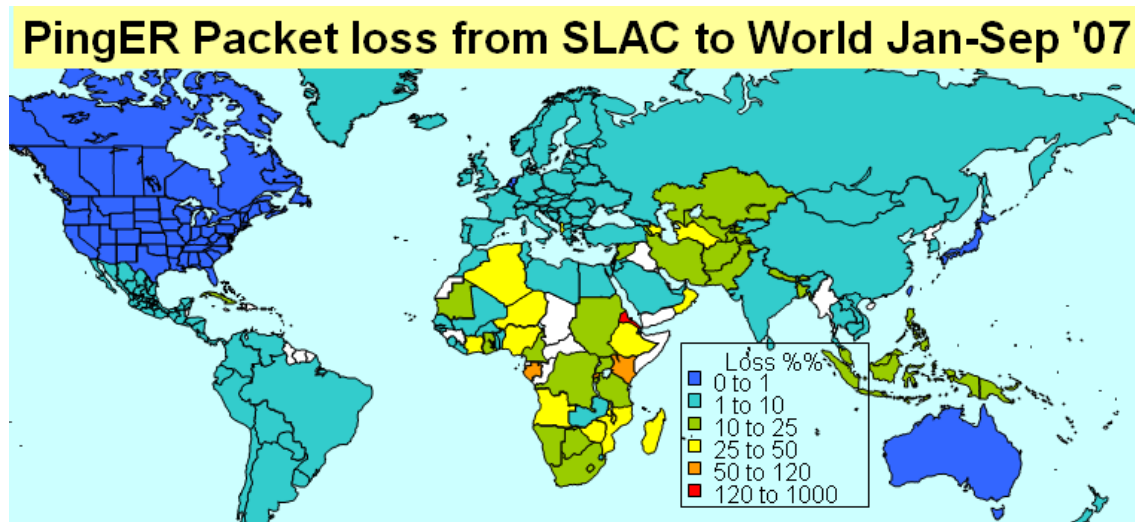 PingER Packet loss from SLAC to World Jan-Sep '07
Loss %%
0 to 1
1 to 10
10 to 25
25 to 50
50 to 120
120 to 1000